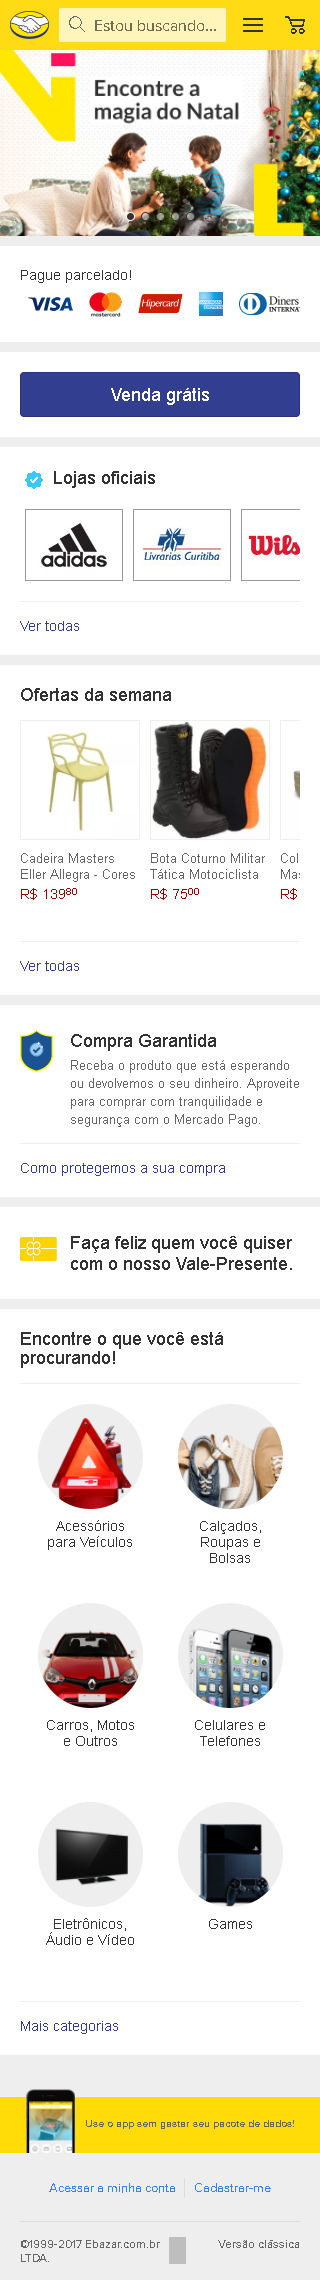 Estou buscando...
Encontre a
magia do Natal
Pague parcelado!
VISA
mastercard
Hipercard
AMERICAN EXPRESS
Diners
Venda grátis
Lojas oficiais
adidas
Livrarias Curitiba
Wils
Ver todas
Ofertas da semana
Cadeira Masters
Eller Allegra - Cores
R$ 139⁸⁰
Bota Coturno Militar
Tática Motociclista
R$ 75⁰⁰
Col
Mas
R$
Ver todas
Compra Garantida
Receba o produto que está esperando
ou devolvemos o seu dinheiro. Aproveite
para comprar com tranquilidade e
segurança com o Mercado Pago.
Como protegemos a sua compra
Faça feliz quem você quiser
com o nosso Vale-Presente.
Encontre o que você está
procurando!
Acessórios
para Veículos
Calçados,
Roupas e
Bolsas
Carros, Motos
e Outros
Celulares e
Telefones
Eletrônicos,
Áudio e Vídeo
Games
Mais categorias
Use o app sem gastar seu pacote de dados!
Acessar a minha conta
Cadastrar-me
©1999-2017 Ebazar.com.br
LTDA.
Versão clássica